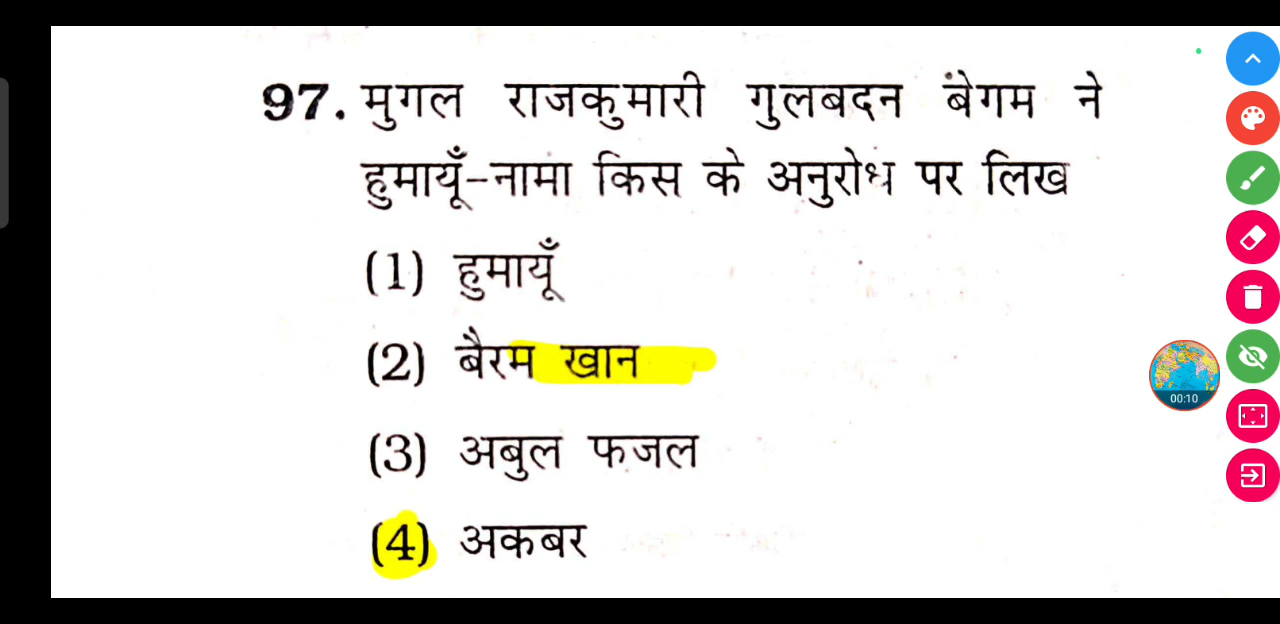 97. मुगल राजकुमारी गुलबदन बेगम ने
हुमायूँ-नामा किस के अनुरोध पर लिख
(1) हुमायूँ
(2) बैरम खान
(3) अबुल फजल
(4) अकबर
00:10